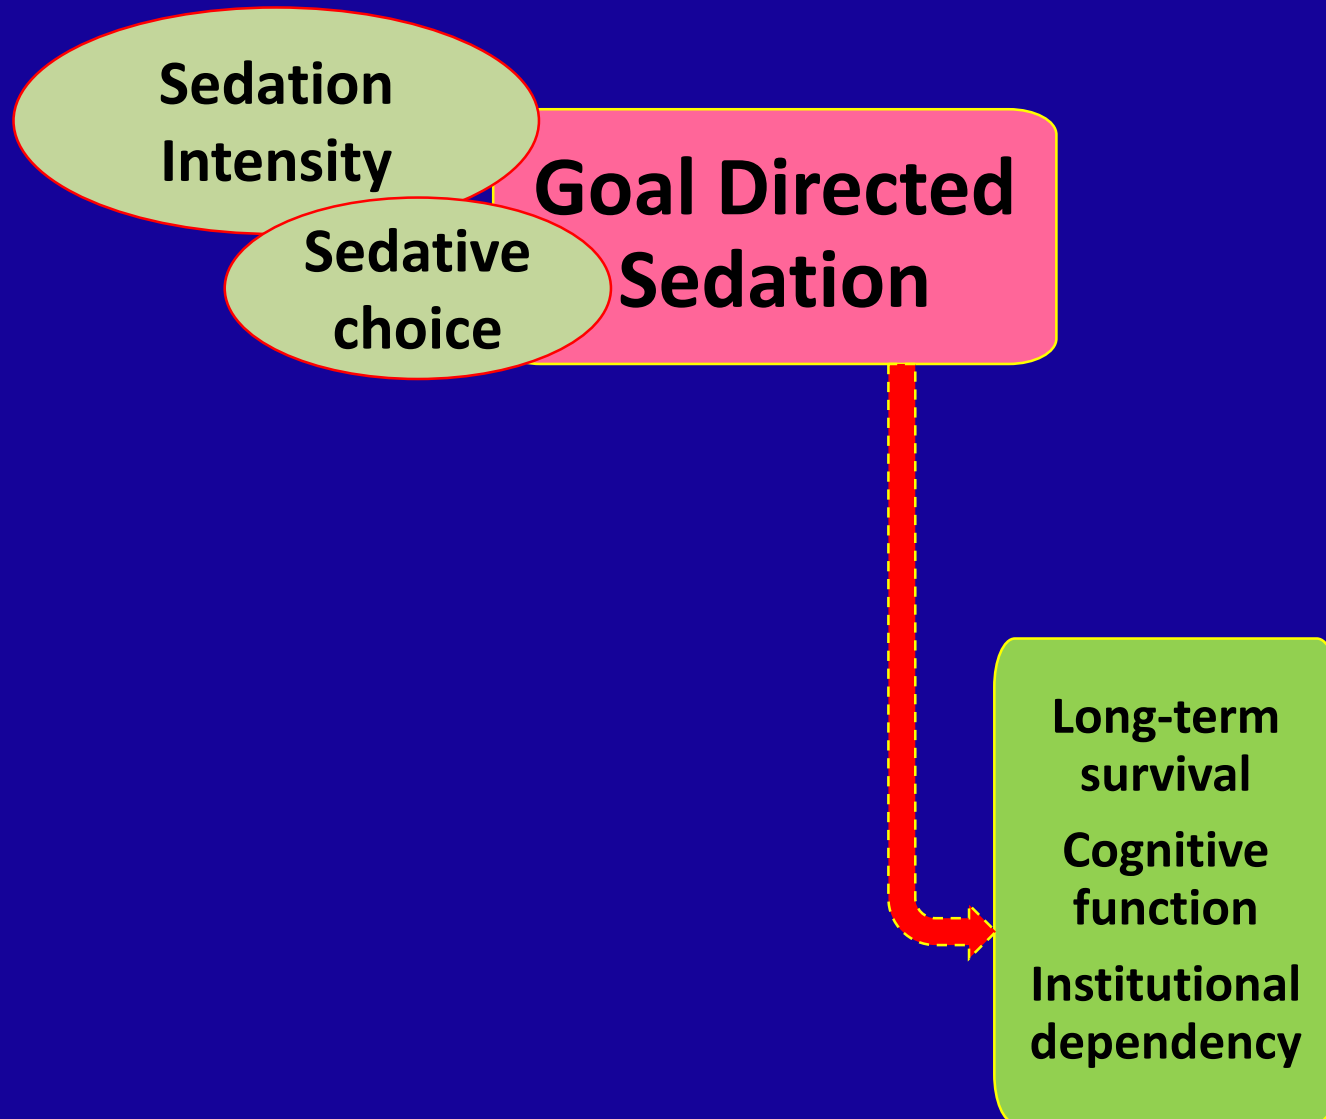 Sedation
Intensity
Sedative
choice
Goal Directed
Sedation
Long-term
survival
Cognitive
function
Institutional
dependency